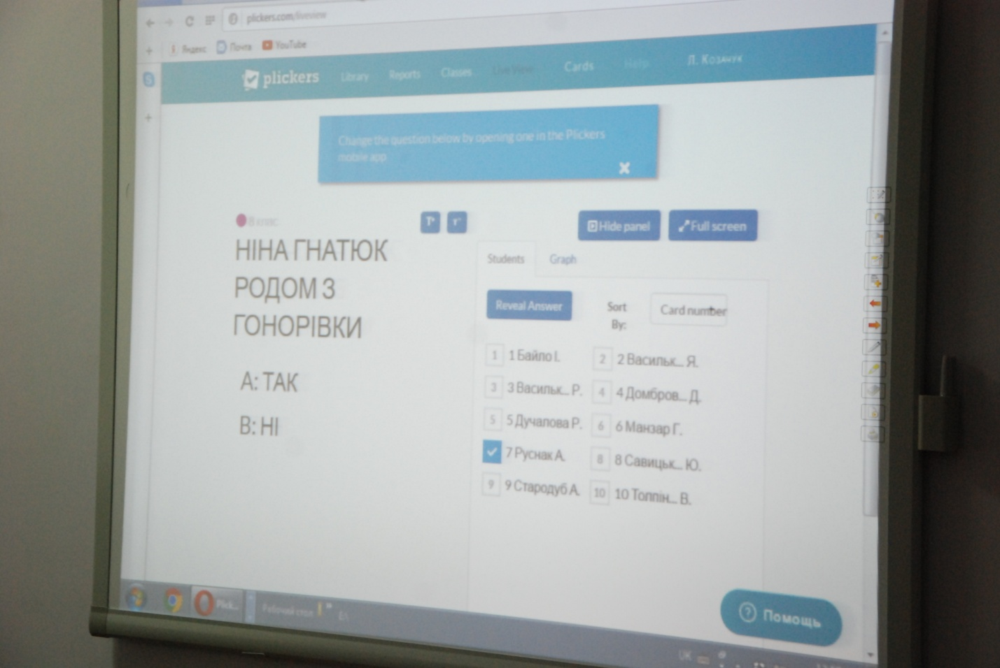 plickers.com/liveview
Яндекс Почта YouTube
plickers Library Reports Classes Live View Cards Help Л. Козачук
Change the question below by opening one in the Plickers
mobile app
8 клас
T+ T- Hide panel Full screen
НІНА ГНАТЮК
РОДОМ З
ГОНОРІВКИ
A: ТАК
B: НІ
Students Graph
Reveal Answer Sort By: Card number
1 1 Байло І. 2 2 Васильк... Я.
3 3 Васильк... Р. 4 4 Домбров... Д.
5 5 Дучапова Р. 6 6 Манзар Г.
7 Руснак А. 8 8 Савицьк... Ю.
9 9 Стародуб А. 10 10 Топпін... В.
Помощь
Plick... Рабочий стол
UK